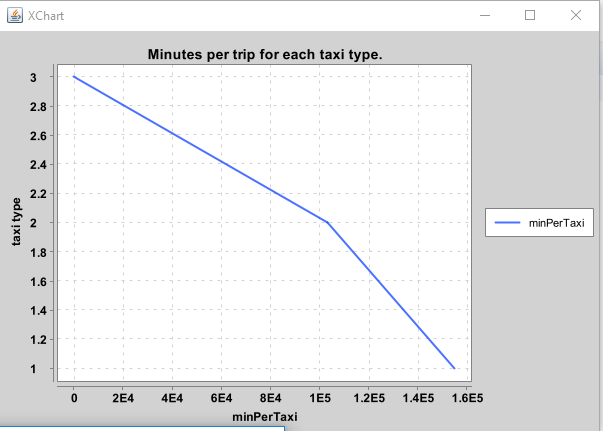 XChart
Minutes per trip for each taxi type.
3
2.8
2.6
2.4
2.2
2
1.8
1.6
1.4
1.2
1
taxi type
0 2E4 4E4 6E4 8E4 1E5 1.2E5 1.4E5 1.6E5
minPerTaxi
minPerTaxi